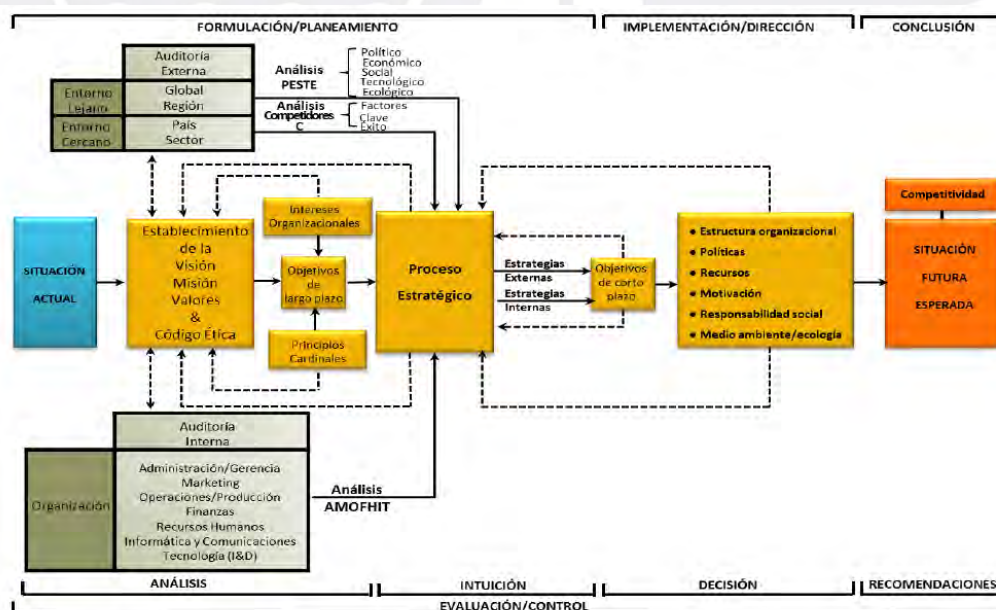 FORMULACIÓN/PLANEAMIENTO
IMPLEMENTACIÓN/DIRECCIÓN
CONCLUSIÓN
Auditoría
Externa
Entorno
Lejano
Global
Región
Entorno
Cercano
País
Sector
Análisis
PESTE
Político
Económico
Social
Tecnológico
Ecológico
Análisis
Competidores
C
Factores
Clave
Éxito
SITUACIÓN
ACTUAL
Establecimiento
de la
Visión
Misión
Valores
&
Código Ética
Intereses
Organizacionales
Objetivos
de
largo plazo
Principios
Cardinales
Proceso
Estratégico
Estrategias
Externas
Estrategias
Internas
Objetivos
de corto
plazo
• Estructura organizacional
• Políticas
• Recursos
• Motivación
• Responsabilidad social
• Medio ambiente/ecología
Competitividad
SITUACIÓN
FUTURA
ESPERADA
Auditoría
Interna
Organización
Administración/Gerencia
Marketing
Operaciones/Producción
Finanzas
Recursos Humanos
Informática y Comunicaciones
Tecnología (I&D)
Análisis
AMOFHIT
ANÁLISIS
INTUICIÓN
DECISIÓN
RECOMENDACIONES
EVALUACIÓN/CONTROL